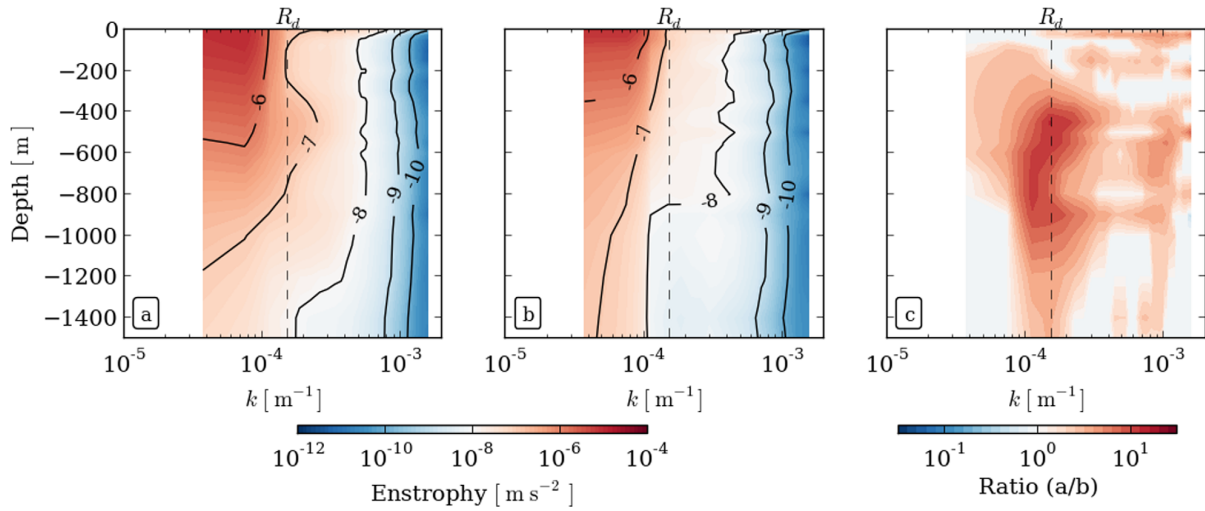 R_d R_d R_d
0
−200
−400
−600
−800
−1000
−1200
−1400
Depth [ m ]
-6 -7 -8 -9 -10
-6 -7 -8 -9 -10
a b c
10^-5 10^-4 10^-3 10^-5 10^-4 10^-3 10^-5 10^-4 10^-3
k [ m^−1 ] k [ m^−1 ] k [ m^−1 ]
10^-12 10^-10 10^-8 10^-6 10^-4 10^-1 10^0 10^1
Enstrophy [ m s^−2 ] Ratio (a/b)